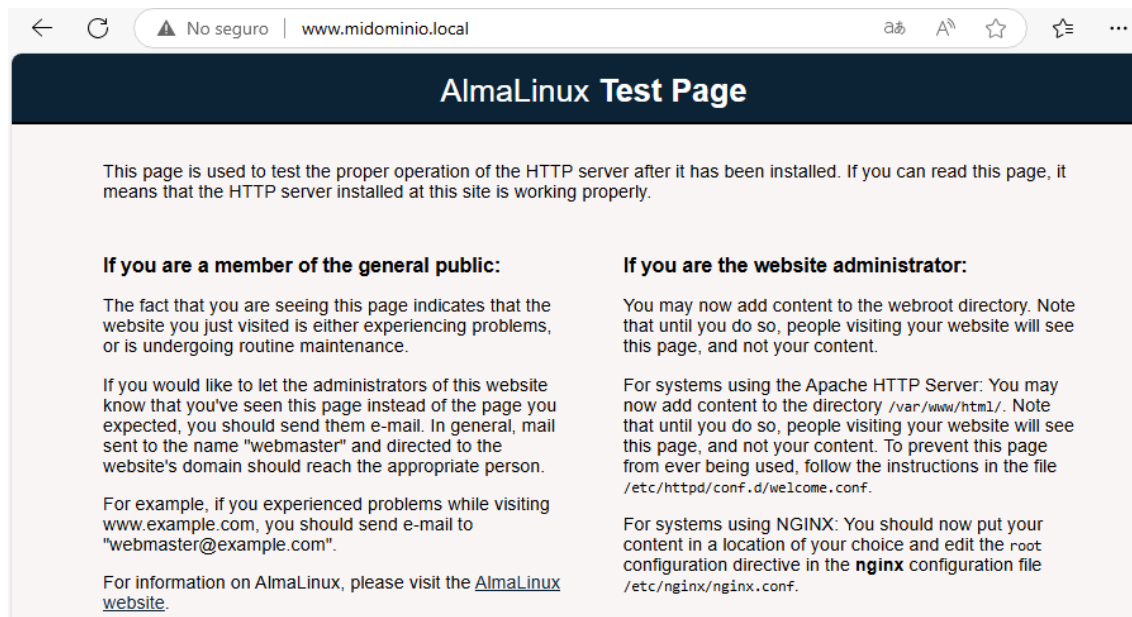 No seguro | www.midominio.local aあ A
AlmaLinux Test Page
This page is used to test the proper operation of the HTTP server after it has been installed. If you can read this page, it
means that the HTTP server installed at this site is working properly.
If you are a member of the general public:
The fact that you are seeing this page indicates that the
website you just visited is either experiencing problems,
or is undergoing routine maintenance.
If you would like to let the administrators of this website
know that you've seen this page instead of the page you
expected, you should send them e-mail. In general, mail
sent to the name "webmaster" and directed to the
website's domain should reach the appropriate person.
For example, if you experienced problems while visiting
www.example.com, you should send e-mail to
"webmaster@example.com".
For information on AlmaLinux, please visit the AlmaLinux
website.
If you are the website administrator:
You may now add content to the webroot directory. Note
that until you do so, people visiting your website will see
this page, and not your content.
For systems using the Apache HTTP Server: You may
now add content to the directory /var/www/html/. Note
that until you do so, people visiting your website will see
this page, and not your content. To prevent this page
from ever being used, follow the instructions in the file
/etc/httpd/conf.d/welcome.conf.
For systems using NGINX: You should now put your
content in a location of your choice and edit the root
configuration directive in the nginx configuration file
/etc/nginx/nginx.conf.